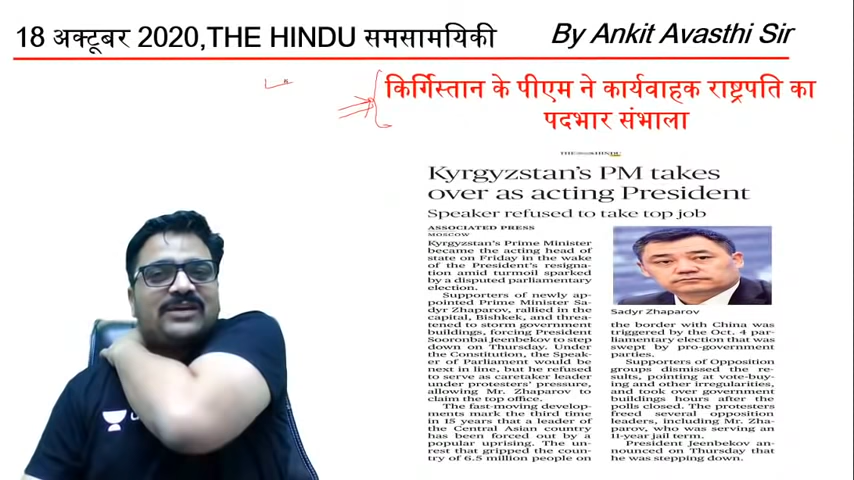 18 अक्टूबर 2020,THE HINDU समसामयिकी
By Ankit Avasthi Sir
किर्गिस्तान के पीएम ने कार्यवाहक राष्ट्रपति का
पदभार संभाला
THE HINDU
Kyrgyzstan's PM takes
over as acting President
Speaker refused to take top job
ASSOCIATED PRESS
MOSCOW
Kyrgyzstan's Prime Minister
became the acting head of
state on Friday in the wake
of the President's resigna-
tion amid turmoil sparked
by a disputed parliamentary
election.
Supporters of newly ap-
pointed Prime Minister Sa-
dyr Zhaparov, rallied in the
capital, Bishkek, and threa-
tened to storm government
buildings, forcing President
Sooronbai Jeenbekov to step
down on Thursday. Under
the Constitution, the Speak-
er of Parliament would be
next in line, but he refused
to serve as caretaker leader
under protesters' pressure,
allowing Mr. Zhaparov to
claim the top office.
The fast-moving develop-
ments mark the third time
in 15 years that a leader of
the Central Asian country
has been forced out by a
popular uprising. The un-
rest that gripped the coun-
try of 6.5 million people on
Sadyr Zhaparov
the border with China was
triggered by the Oct. 4 par-
liamentary election that was
swept by pro-government
parties.
Supporters of Opposition
groups dismissed the re-
sults, pointing at vote-buy-
ing and other irregularities,
and took over government
buildings hours after the
polls closed. The protesters
freed several opposition
leaders, including Mr. Zha-
parov, who was serving an
11-year jail term.
President Jeenbekov an-
nounced on Thursday that
he was stepping down.